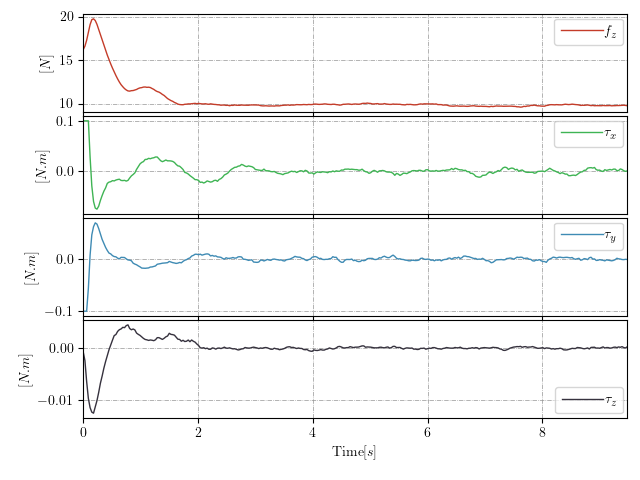 20
15
10
[N]
f_z
0.1
0.0
[N.m]
τ_x
0.0
−0.1
[N.m]
τ_y
0.00
−0.01
[N.m]
τ_z
0 2 4 6 8
Time[s]